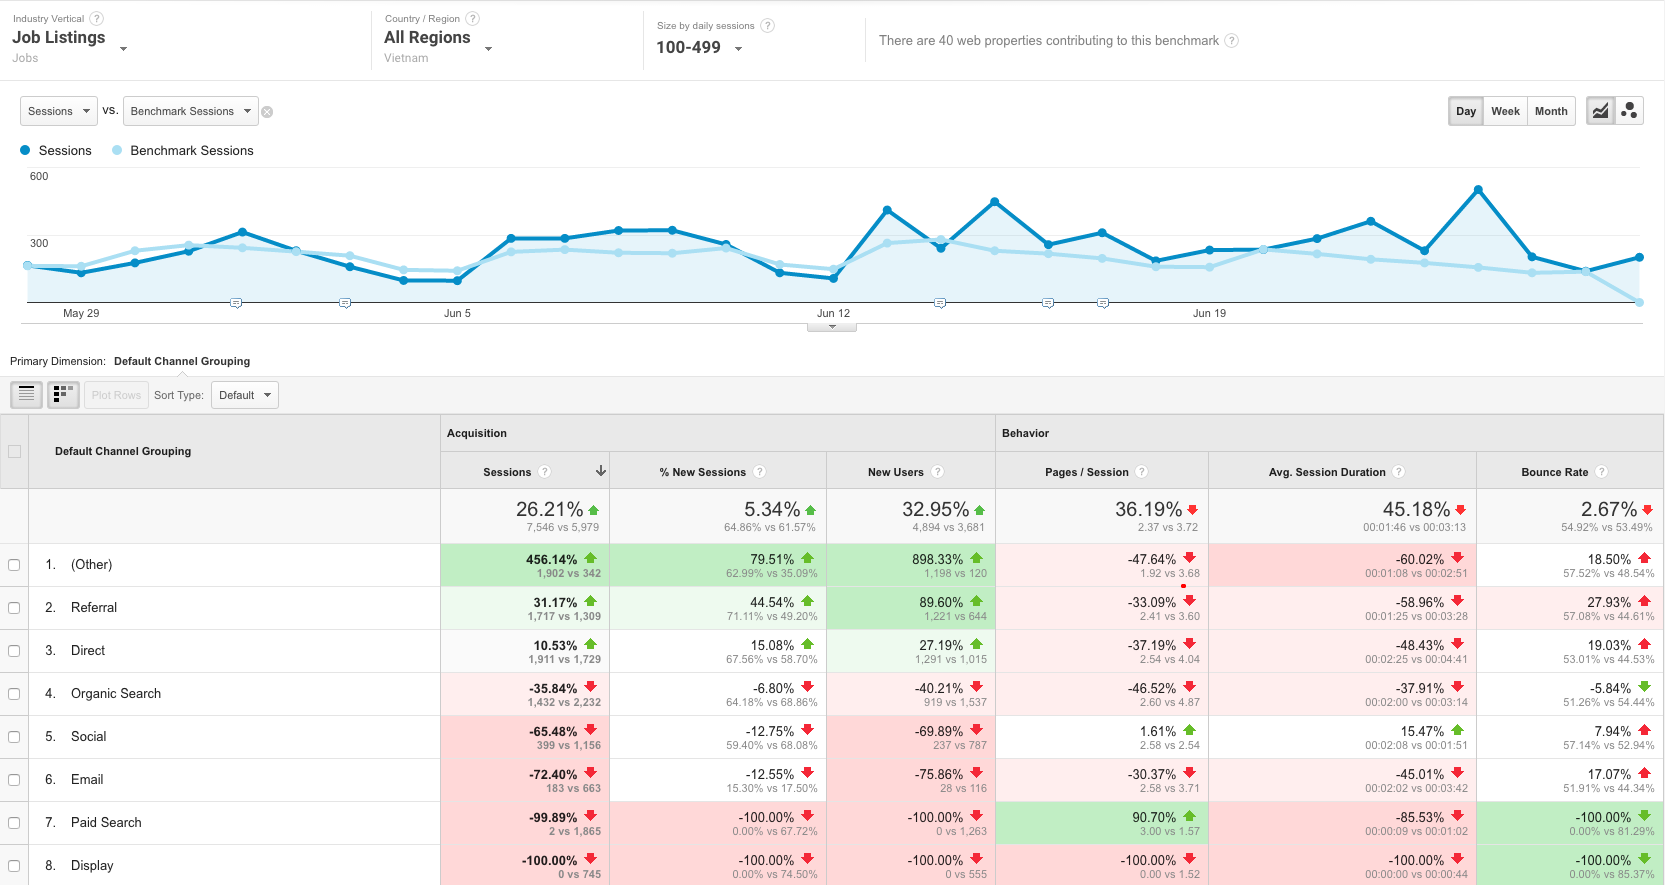 Industry Vertical ?
Job Listings
Jobs
Country / Region ?
All Regions
Vietnam
Size by daily sessions ?
100-499
There are 40 web properties contributing to this benchmark ?
Sessions vs. Benchmark Sessions
Day Week Month
Sessions Benchmark Sessions
600
300
May 29 Jun 5 Jun 12 Jun 19
Primary Dimension: Default Channel Grouping
Plot Rows Sort Type: Default
Default Channel Grouping
Acquisition Behavior
Sessions ? % New Sessions ? New Users ? Pages / Session ? Avg. Session Duration ? Bounce Rate ?
26.21% 5.34% 32.95% 36.19% 45.18% 2.67%
7,546 vs 5,979 64.86% vs 61.57% 4,894 vs 3,681 2.37 vs 3.72 00:01:46 vs 00:03:13 54.92% vs 53.49%
1. (Other) 456.14% 79.51% 898.33% -47.64% -60.02% 18.50%
1,902 vs 342 62.99% vs 35.09% 1,198 vs 120 1.92 vs 3.68 00:01:08 vs 00:02:51 57.52% vs 48.54%
2. Referral 31.17% 44.54% 89.60% -33.09% -58.96% 27.93%
1,717 vs 1,309 71.11% vs 49.20% 1,221 vs 644 2.41 vs 3.60 00:01:25 vs 00:03:28 57.08% vs 44.61%
3. Direct 10.53% 15.08% 27.19% -37.19% -48.43% 19.03%
1,911 vs 1,729 67.56% vs 58.70% 1,291 vs 1,015 2.54 vs 4.04 00:02:25 vs 00:04:41 53.01% vs 44.53%
4. Organic Search -35.84% -6.80% -40.21% -46.52% -37.91% -5.84%
1,432 vs 2,232 64.18% vs 68.86% 919 vs 1,537 2.60 vs 4.87 00:02:00 vs 00:03:14 51.26% vs 54.44%
5. Social -65.48% -12.75% -69.89% 1.61% 15.47% 7.94%
399 vs 1,156 59.40% vs 68.08% 237 vs 787 2.58 vs 2.54 00:02:08 vs 00:01:51 57.14% vs 52.94%
6. Email -72.40% -12.55% -75.86% -30.37% -45.01% 17.07%
183 vs 663 15.30% vs 17.50% 28 vs 116 2.58 vs 3.71 00:02:02 vs 00:03:42 51.91% vs 44.34%
7. Paid Search -99.89% -100.00% -100.00% 90.70% -85.53% -100.00%
2 vs 1,865 0.00% vs 67.72% 0 vs 1,263 3.00 vs 1.57 00:00:09 vs 00:01:02 0.00% vs 81.29%
8. Display -100.00% -100.00% -100.00% -100.00% -100.00% -100.00%
0 vs 745 0.00% vs 74.50% 0 vs 555 0.00 vs 1.52 00:00:00 vs 00:00:44 0.00% vs 85.37%